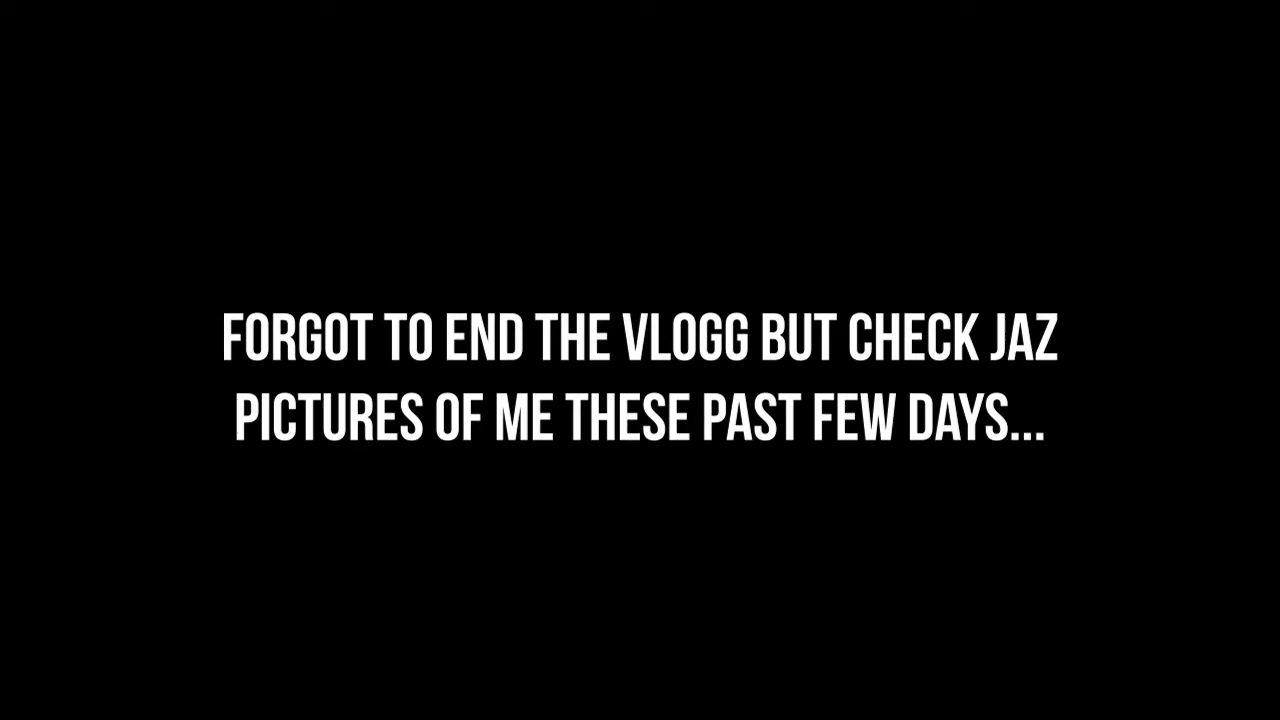 FORGOT TO END THE VLOGG BUT CHECK JAZ
PICTURES OF ME THESE PAST FEW DAYS...